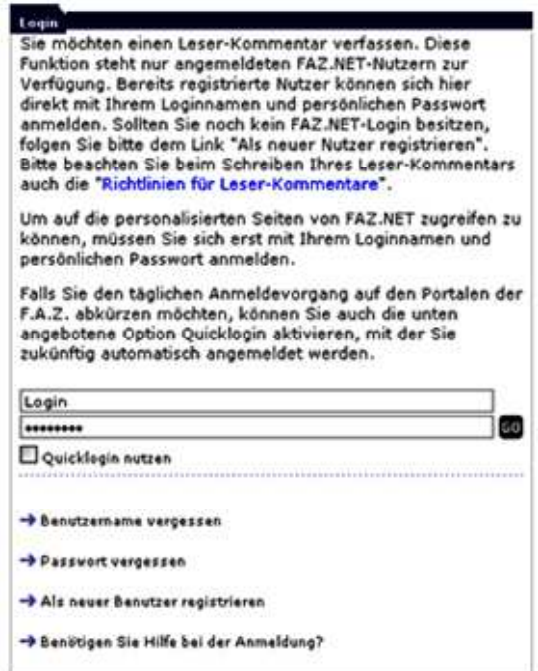 Login
Sie möchten einen Leser-Kommentar verfassen. Diese
Funktion steht nur angemeldeten FAZ.NET-Nutzern zur
Verfügung. Bereits registrierte Nutzer können sich hier
direkt mit Ihrem Loginnamen und persönlichen Passwort
anmelden. Sollten Sie noch kein FAZ.NET-Login besitzen,
folgen Sie bitte dem Link "Als neuer Nutzer registrieren".
Bitte beachten Sie beim Schreiben Ihres Leser-Kommentars
auch die "Richtlinien für Leser-Kommentare".
Um auf die personalisierten Seiten von FAZ.NET zugreifen zu
können, müssen Sie sich erst mit Ihrem Loginnamen und
persönlichen Passwort anmelden.
Falls Sie den täglichen Anmeldevorgang auf den Portalen der
F.A.Z. abkürzen möchten, können Sie auch die unten
angebotene Option Quicklogin aktivieren, mit der Sie
zukünftig automatisch angemeldet werden.
Login
••••••••
GO
Quicklogin nutzen
Benutzername vergessen
Passwort vergessen
Als neuer Benutzer registrieren
Benötigen Sie Hilfe bei der Anmeldung?